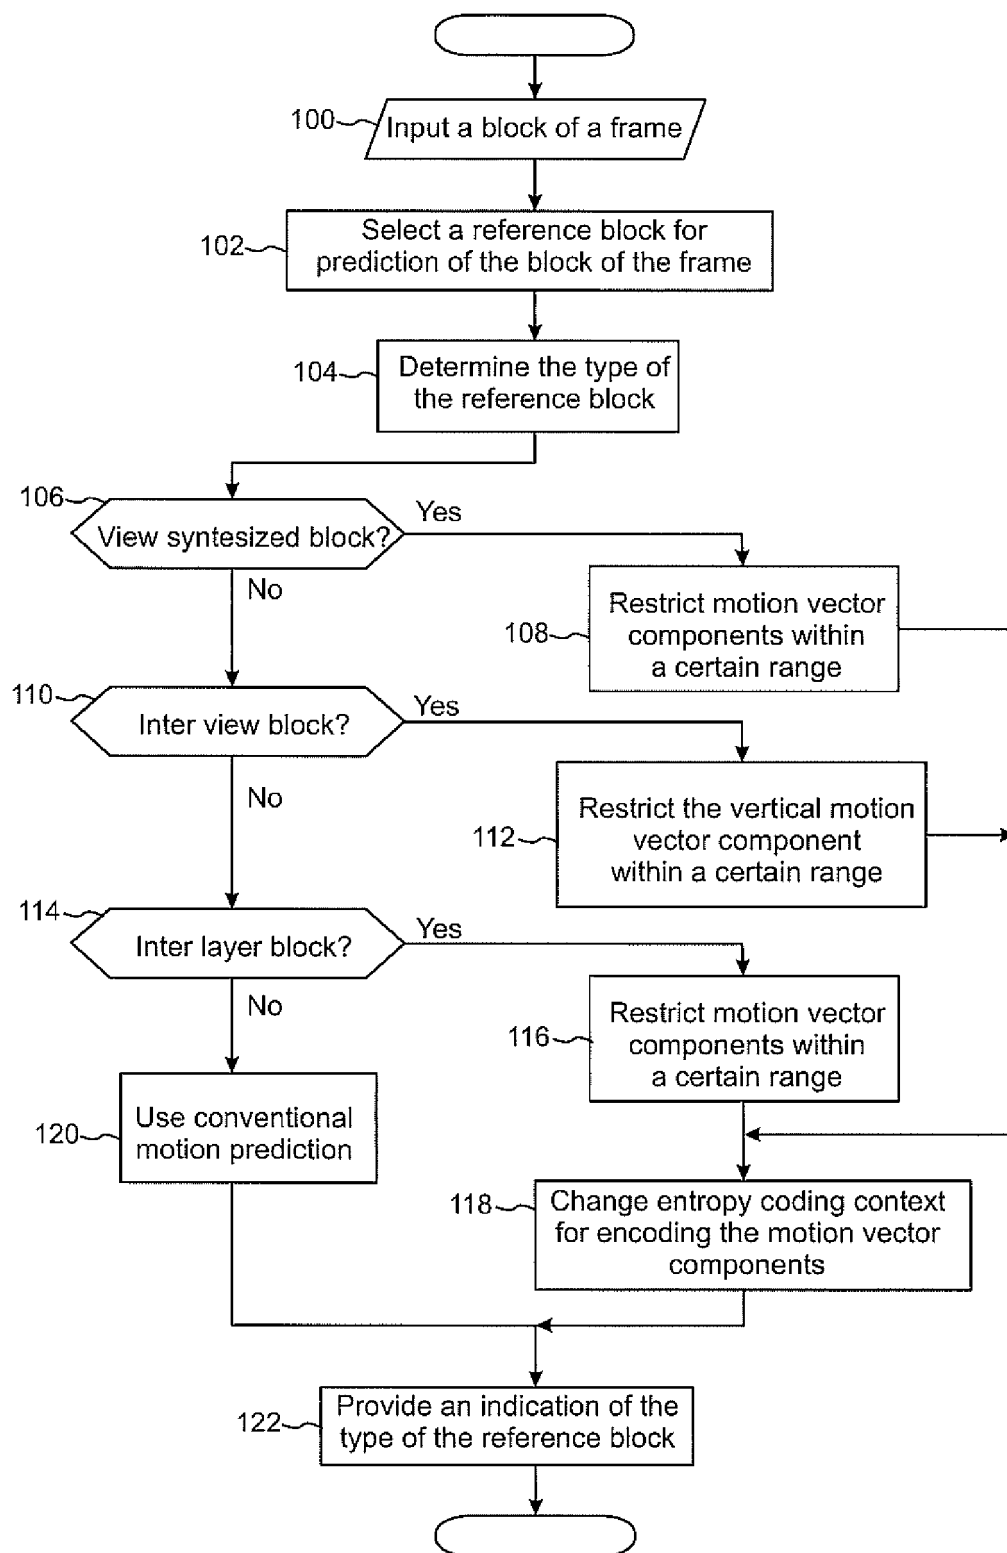 100
Input a block of a frame
102
Select a reference block for
prediction of the block of the frame
104
Determine the type of
the reference block
106
View syntesized block?
Yes
No
108
Restrict motion vector
components within
a certain range
110
Inter view block?
Yes
No
112
Restrict the vertical motion
vector component
within a certain range
114
Inter layer block?
Yes
No
116
Restrict motion vector
components within
a certain range
120
Use conventional
motion prediction
118
Change entropy coding context
for encoding the motion vector
components
122
Provide an indication of the
type of the reference block